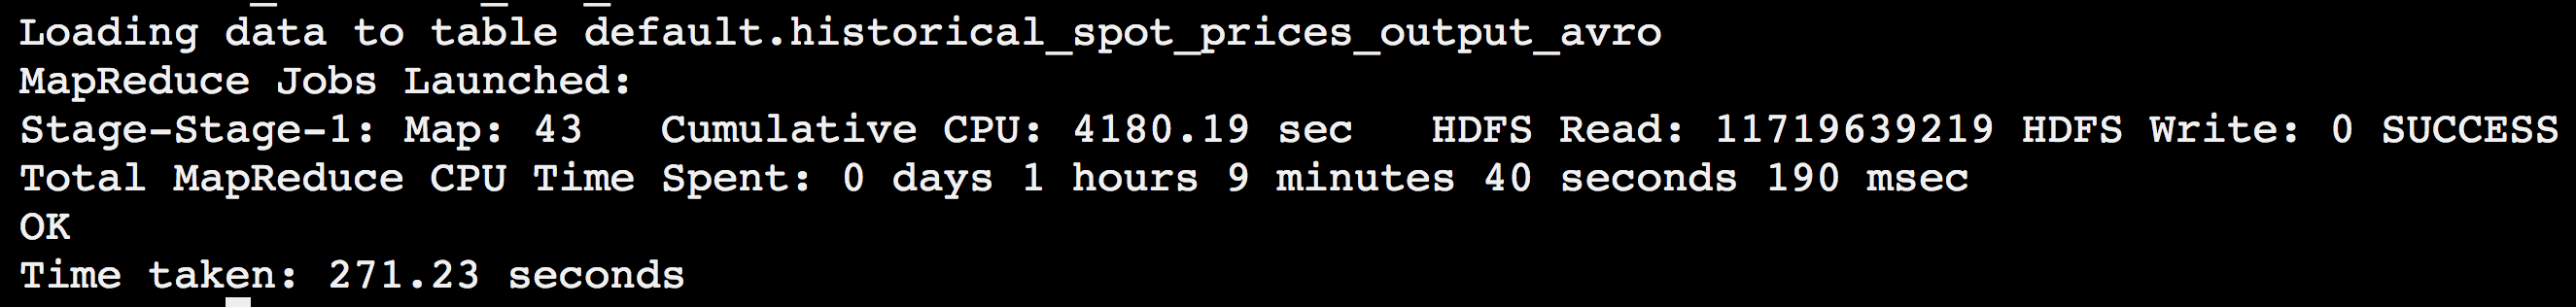 Loading data to table default.historical_spot_prices_output_avro
MapReduce Jobs Launched:
Stage-Stage-1: Map: 43   Cumulative CPU: 4180.19 sec   HDFS Read: 11719639219 HDFS Write: 0 SUCCESS
Total MapReduce CPU Time Spent: 0 days 1 hours 9 minutes 40 seconds 190 msec
OK
Time taken: 271.23 seconds